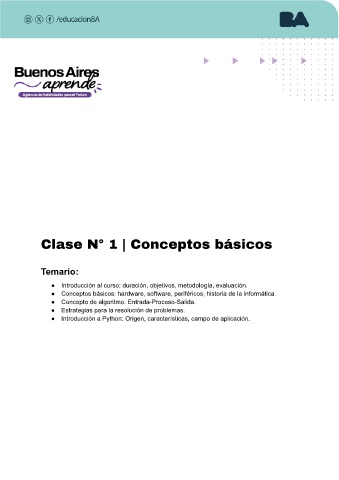 /educacionBA
BA
Buenos Aires
aprende
Agencia de Habilidades para el Futuro
Clase N° 1 | Conceptos básicos
Temario:
● Introducción al curso: duración, objetivos, metodología, evaluación.
● Conceptos básicos: hardware, software, periféricos, historia de la informática.
● Concepto de algoritmo. Entrada-Proceso-Salida.
● Estrategias para la resolución de problemas.
● Introducción a Python: Origen, características, campo de aplicación.